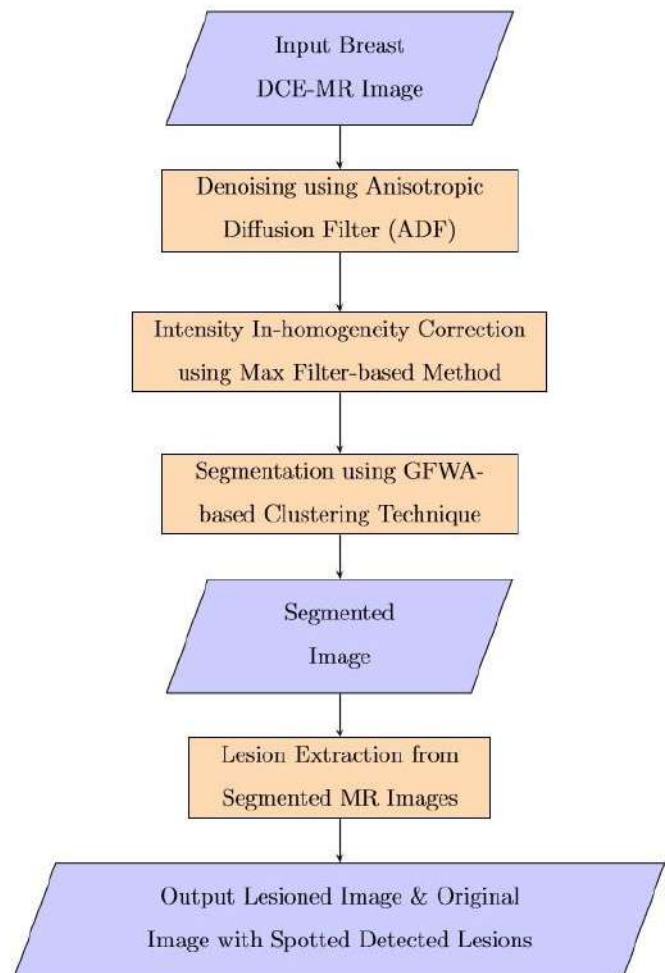 Input Breast
DCE-MR Image
Denoising using Anisotropic
Diffusion Filter (ADF)
Intensity In-homogeneity Correction
using Max Filter-based Method
Segmentation using GFWA-
based Clustering Technique
Segmented
Image
Lesion Extraction from
Segmented MR Images
Output Lesioned Image & Original
Image with Spotted Detected Lesions